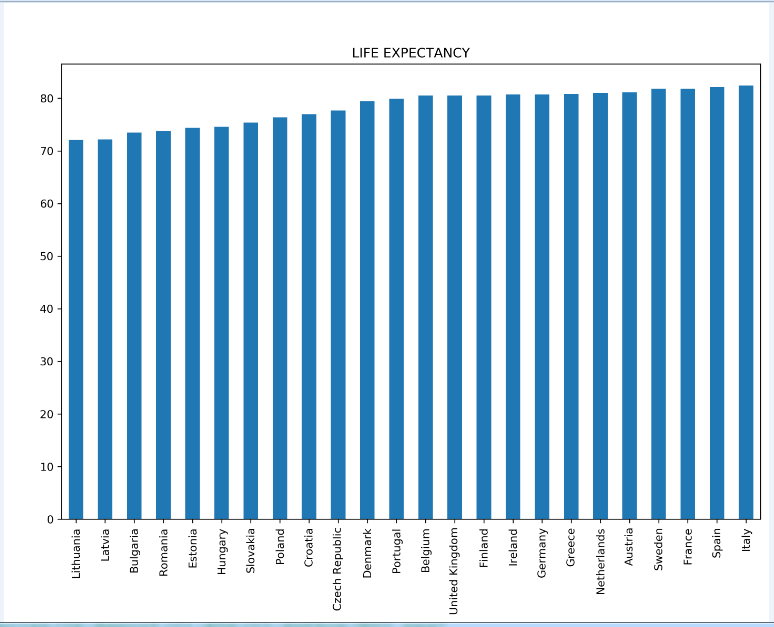 LIFE EXPECTANCY
80
70
60
50
40
30
20
10
0
Lithuania
Latvia
Bulgaria
Romania
Estonia
Hungary
Slovakia
Poland
Croatia
Czech Republic
Denmark
Portugal
Belgium
United Kingdom
Finland
Ireland
Germany
Greece
Netherlands
Austria
Sweden
France
Spain
Italy